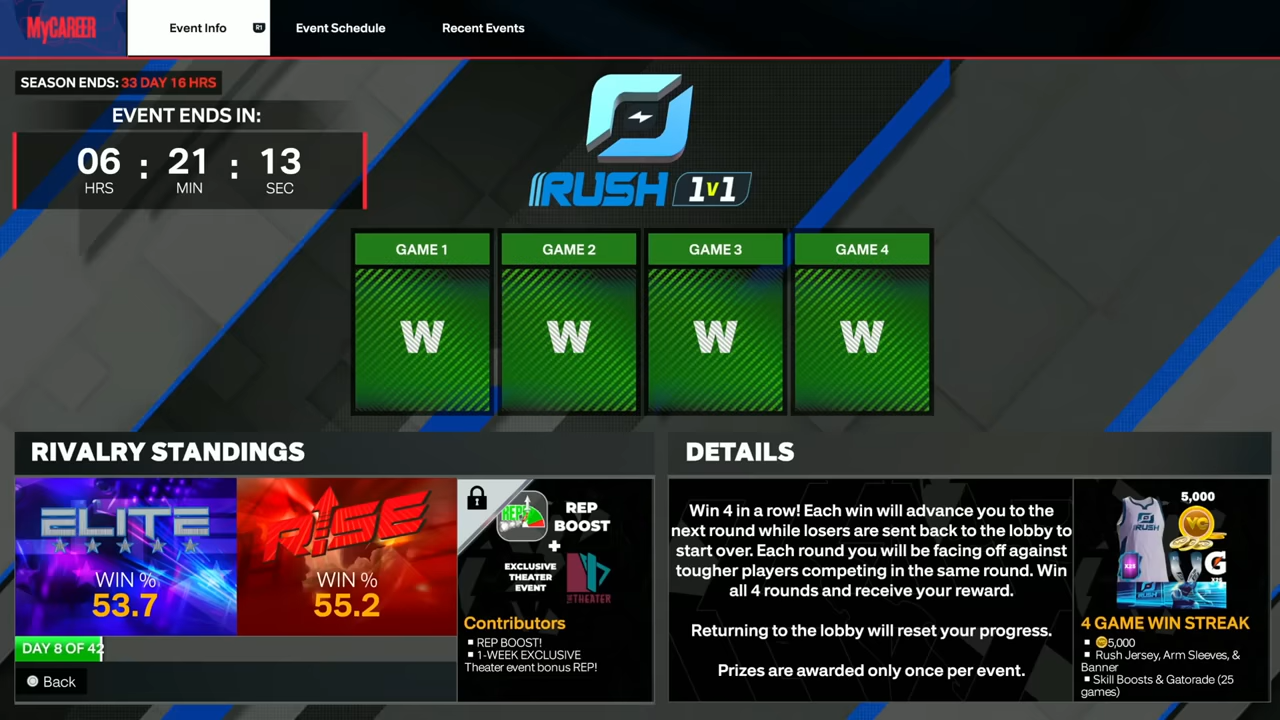 MyCAREER
Event Info
R1
Event Schedule
Recent Events
SEASON ENDS: 33 DAY 16 HRS
EVENT ENDS IN:
06 : 21 : 13
HRS MIN SEC
RUSH 1v1
GAME 1
GAME 2
GAME 3
GAME 4
W
W
W
W
RIVALRY STANDINGS
ELITE
WIN %
53.7
RISE
WIN %
55.2
DAY 8 OF 42
Back
REP
REP
BOOST
+
EXCLUSIVE
THEATER
EVENT
THE THEATER
Contributors
REP BOOST!
1-WEEK EXCLUSIVE
Theater event bonus REP!
DETAILS
Win 4 in a row! Each win will advance you to the
next round while losers are sent back to the lobby to
start over. Each round you will be facing off against
tougher players competing in the same round. Win
all 4 rounds and receive your reward.
Returning to the lobby will reset your progress.
Prizes are awarded only once per event.
5,000
VC
RUSH
G
X25
X25
RUSH
4 GAME WIN STREAK
5,000
Rush Jersey, Arm Sleeves, &
Banner
Skill Boosts & Gatorade (25
games)